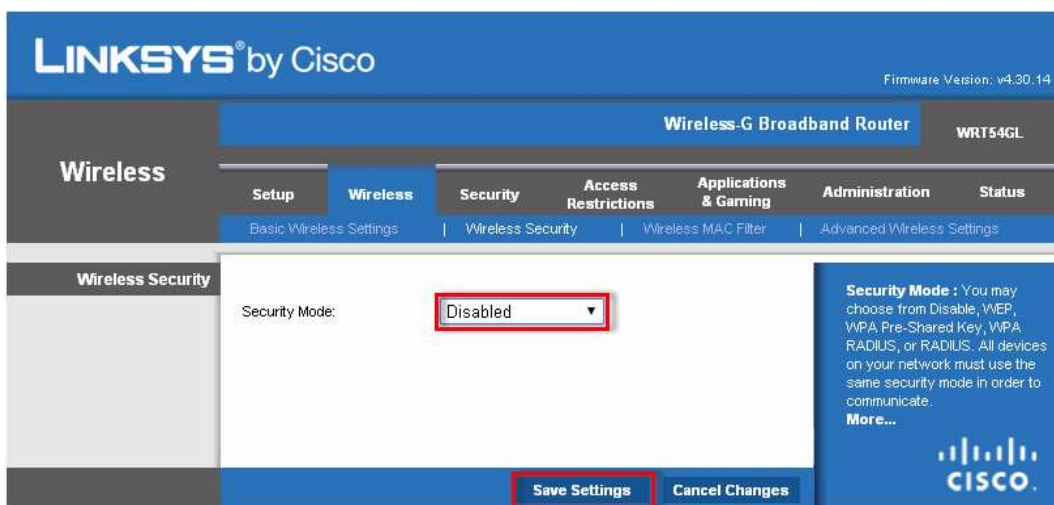 LINKSYS® by Cisco
Firmware Version: v4.30.14
Wireless-G Broadband Router
WRT54GL
Wireless
Setup
Wireless
Security
Access
Restrictions
Applications
& Gaming
Administration
Status
Basic Wireless Settings | Wireless Security | Wireless MAC Filter | Advanced Wireless Settings
Wireless Security
Security Mode:
Disabled
Security Mode : You may
choose from Disable, WEP,
WPA Pre-Shared Key, WPA
RADIUS, or RADIUS. All devices
on your network must use the
same security mode in order to
communicate.
More...
Save Settings
Cancel Changes
CISCO.